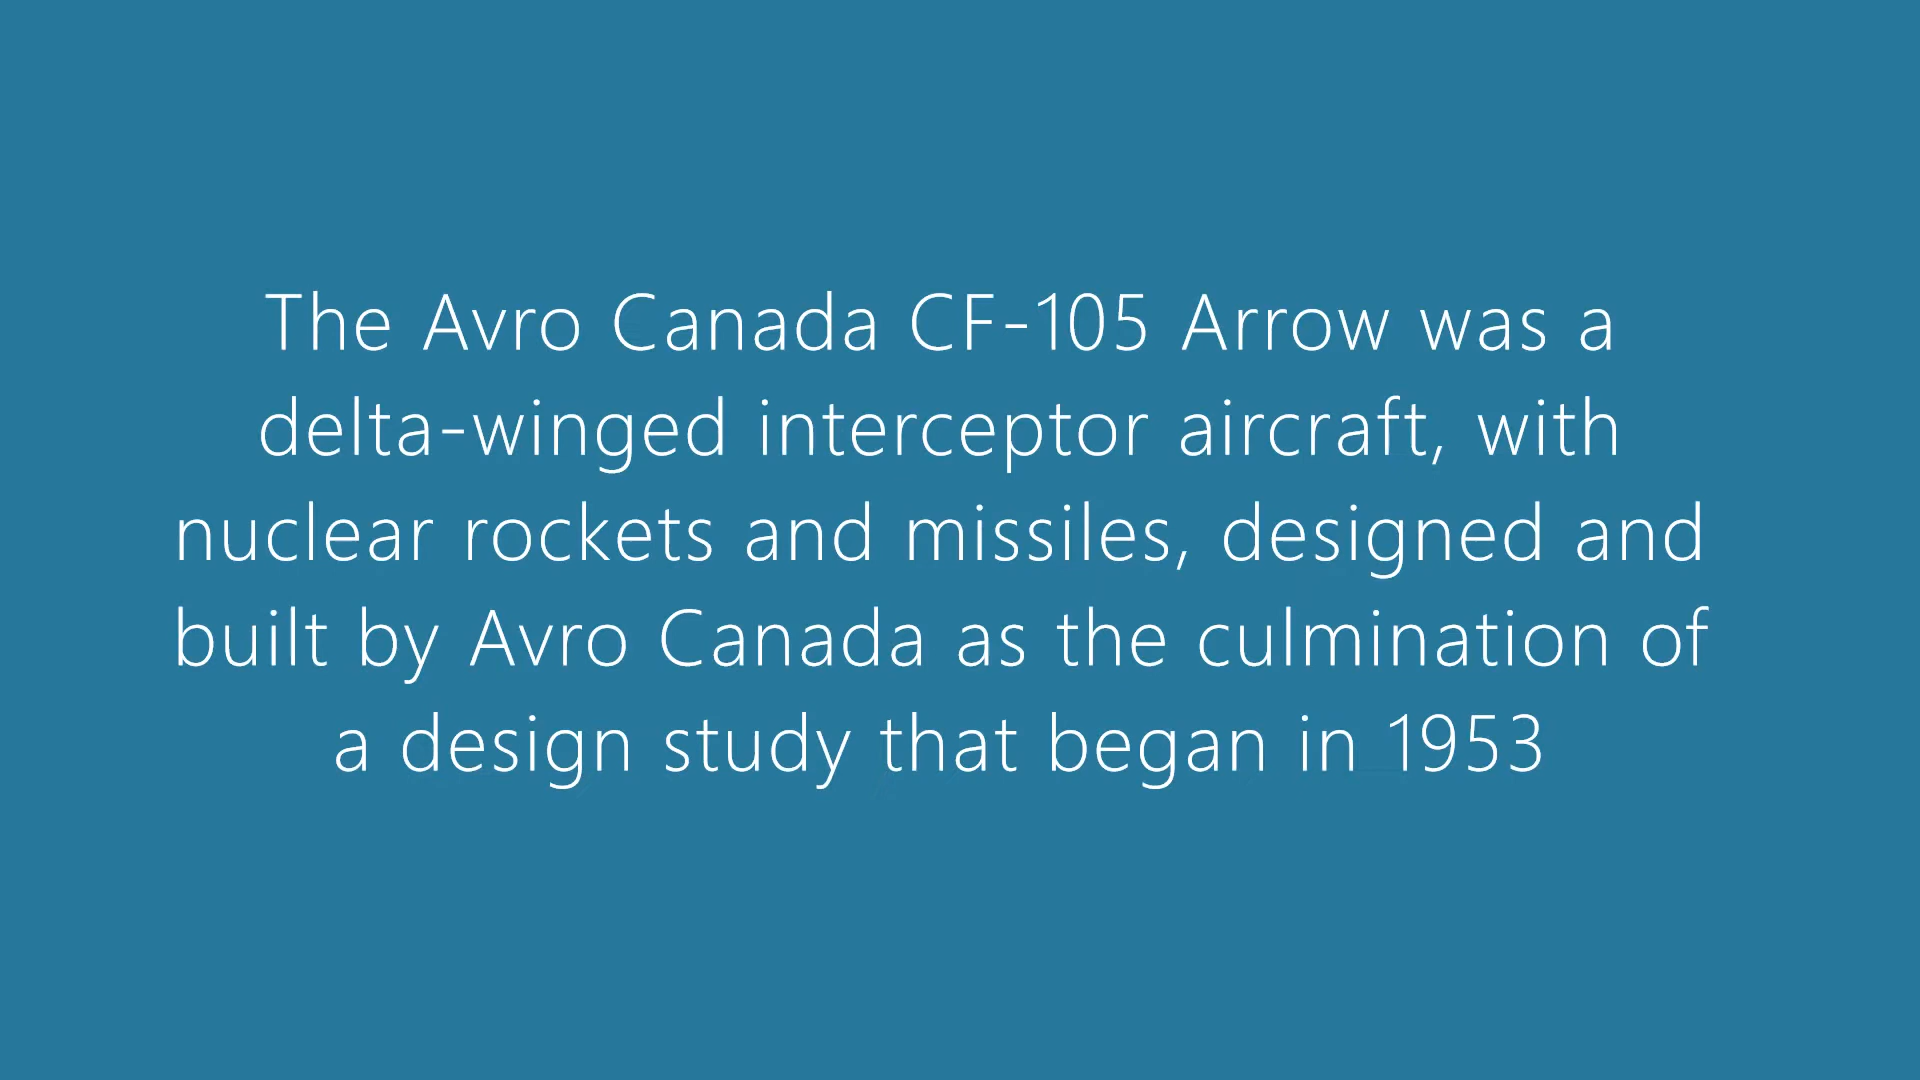 The Avro Canada CF-105 Arrow was a
delta-winged interceptor aircraft, with
nuclear rockets and missiles, designed and
built by Avro Canada as the culmination of
a design study that began in 1953